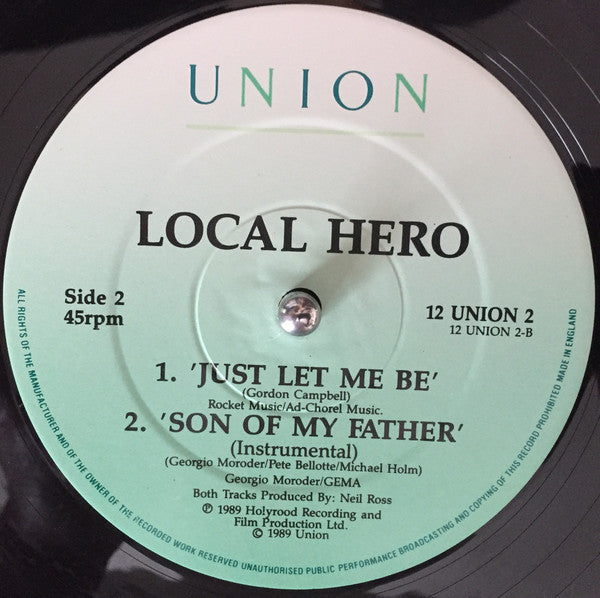 UNION
LOCAL HERO
Side 2
45rpm
12 UNION 2
12 UNION 2-B
1. 'JUST LET ME BE'
(Gordon Campbell)
Rocket Music/Ad-Chorel Music.
2. 'SON OF MY FATHER'
(Instrumental)
(Georgio Moroder/Pete Bellotte/Michael Holm)
Georgio Moroder/GEMA
Both Tracks Produced By: Neil Ross
℗ 1989 Holyrood Recording and
Film Production Ltd.
© 1989 Union
ALL RIGHTS OF THE MANUFACTURER AND OF THE OWNER OF THE RECORDED WORK RESERVED UNAUTHORISED PUBLIC PERFORMANCE BROADCASTING AND COPYING OF THIS RECORD PROHIBITED MADE IN ENGLAND